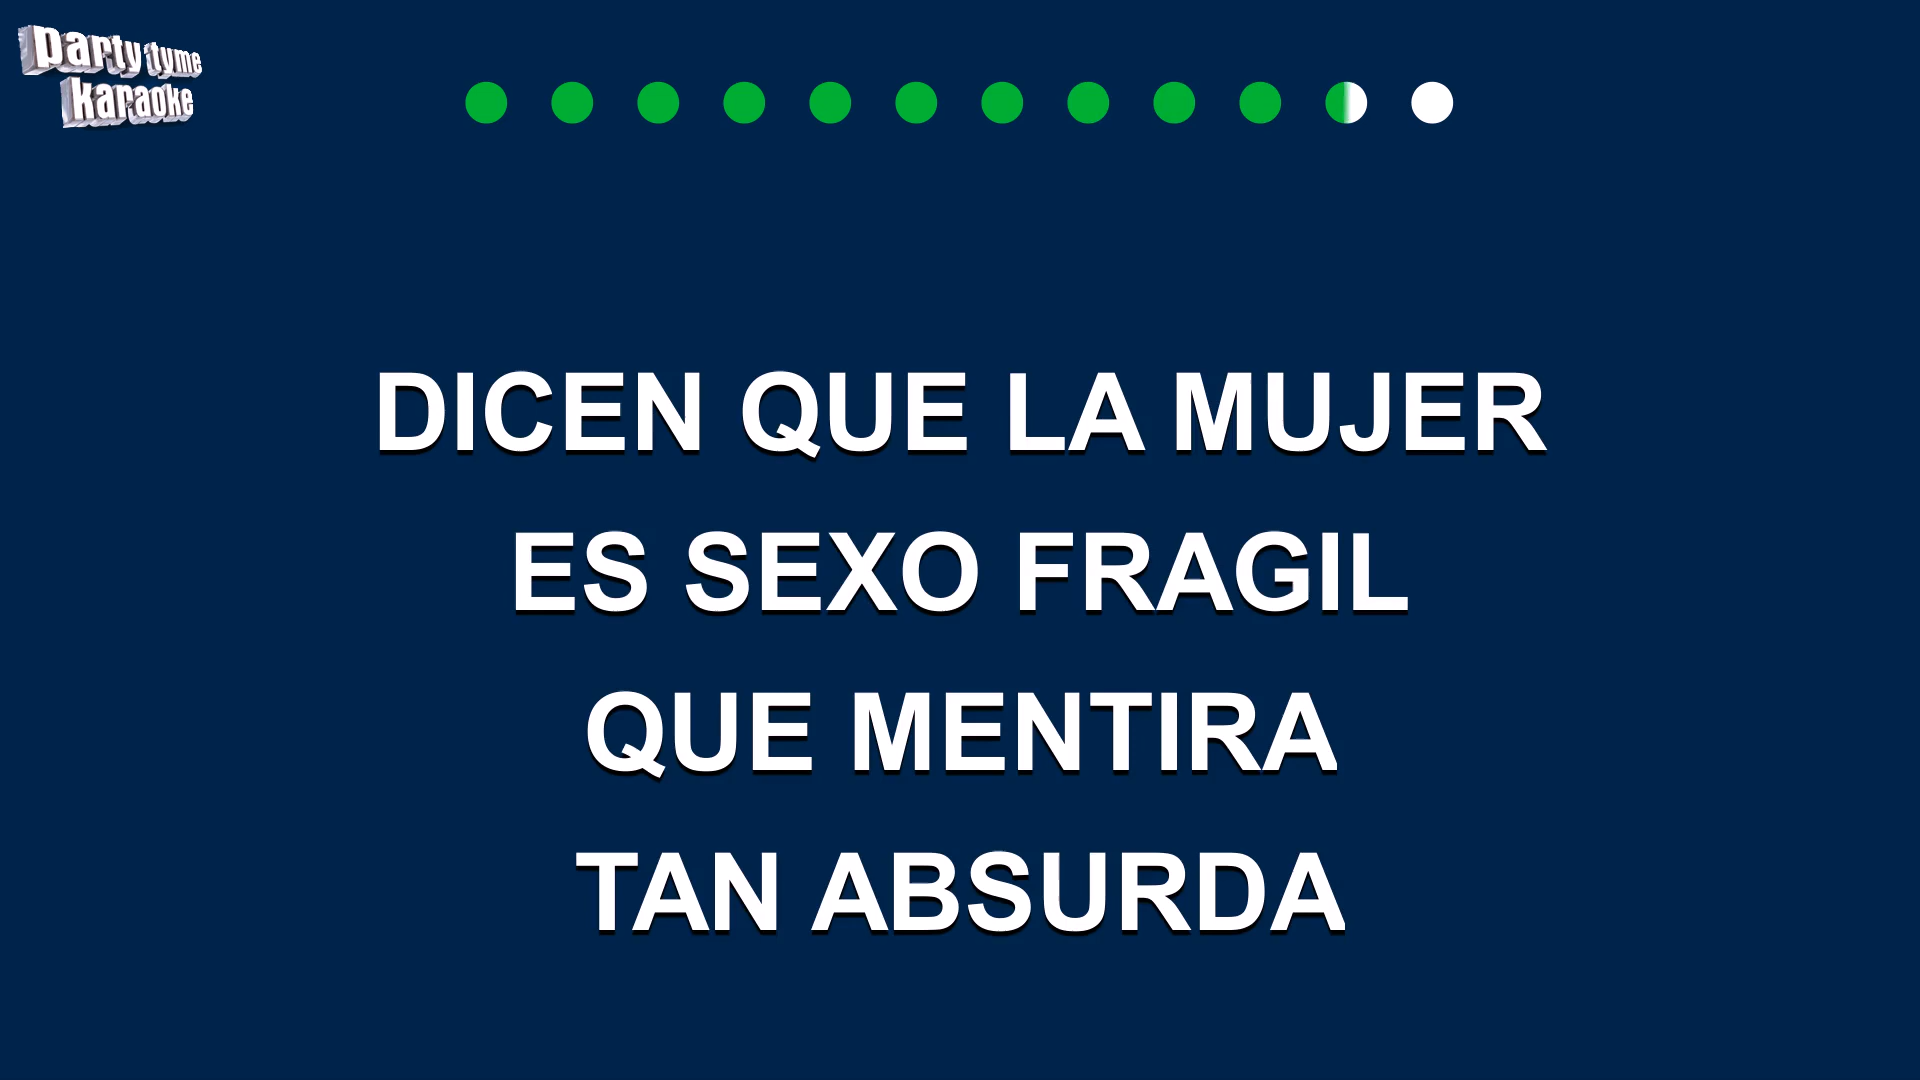 party tyme
karaoke
DICEN QUE LA MUJER
ES SEXO FRAGIL
QUE MENTIRA
TAN ABSURDA